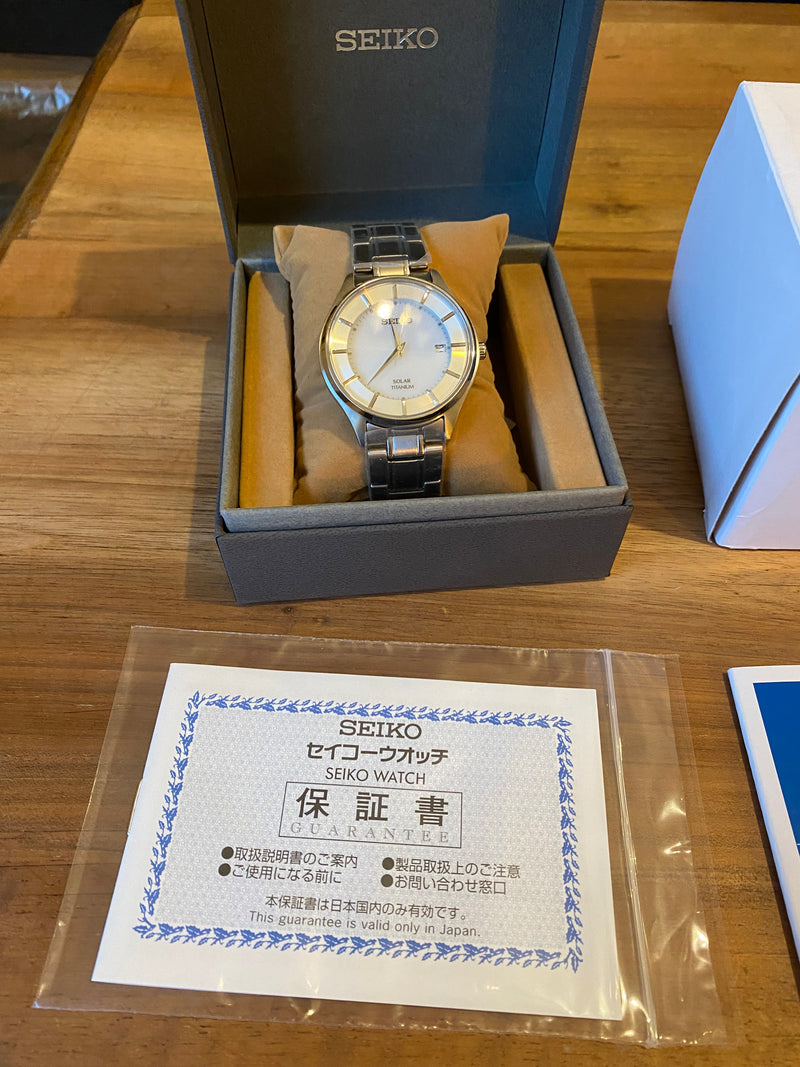 SEIKO
SEIKO
SOLAR
TITANIUM
SEIKO
セイコーウオッチ
SEIKO WATCH
保証書
GUARANTEE
●取扱説明書のご案内 ●製品取扱上のご注意
●ご使用になる前に ●お問い合わせ窓口
本保証書は日本国内のみ有効です。
This guarantee is valid only in Japan.